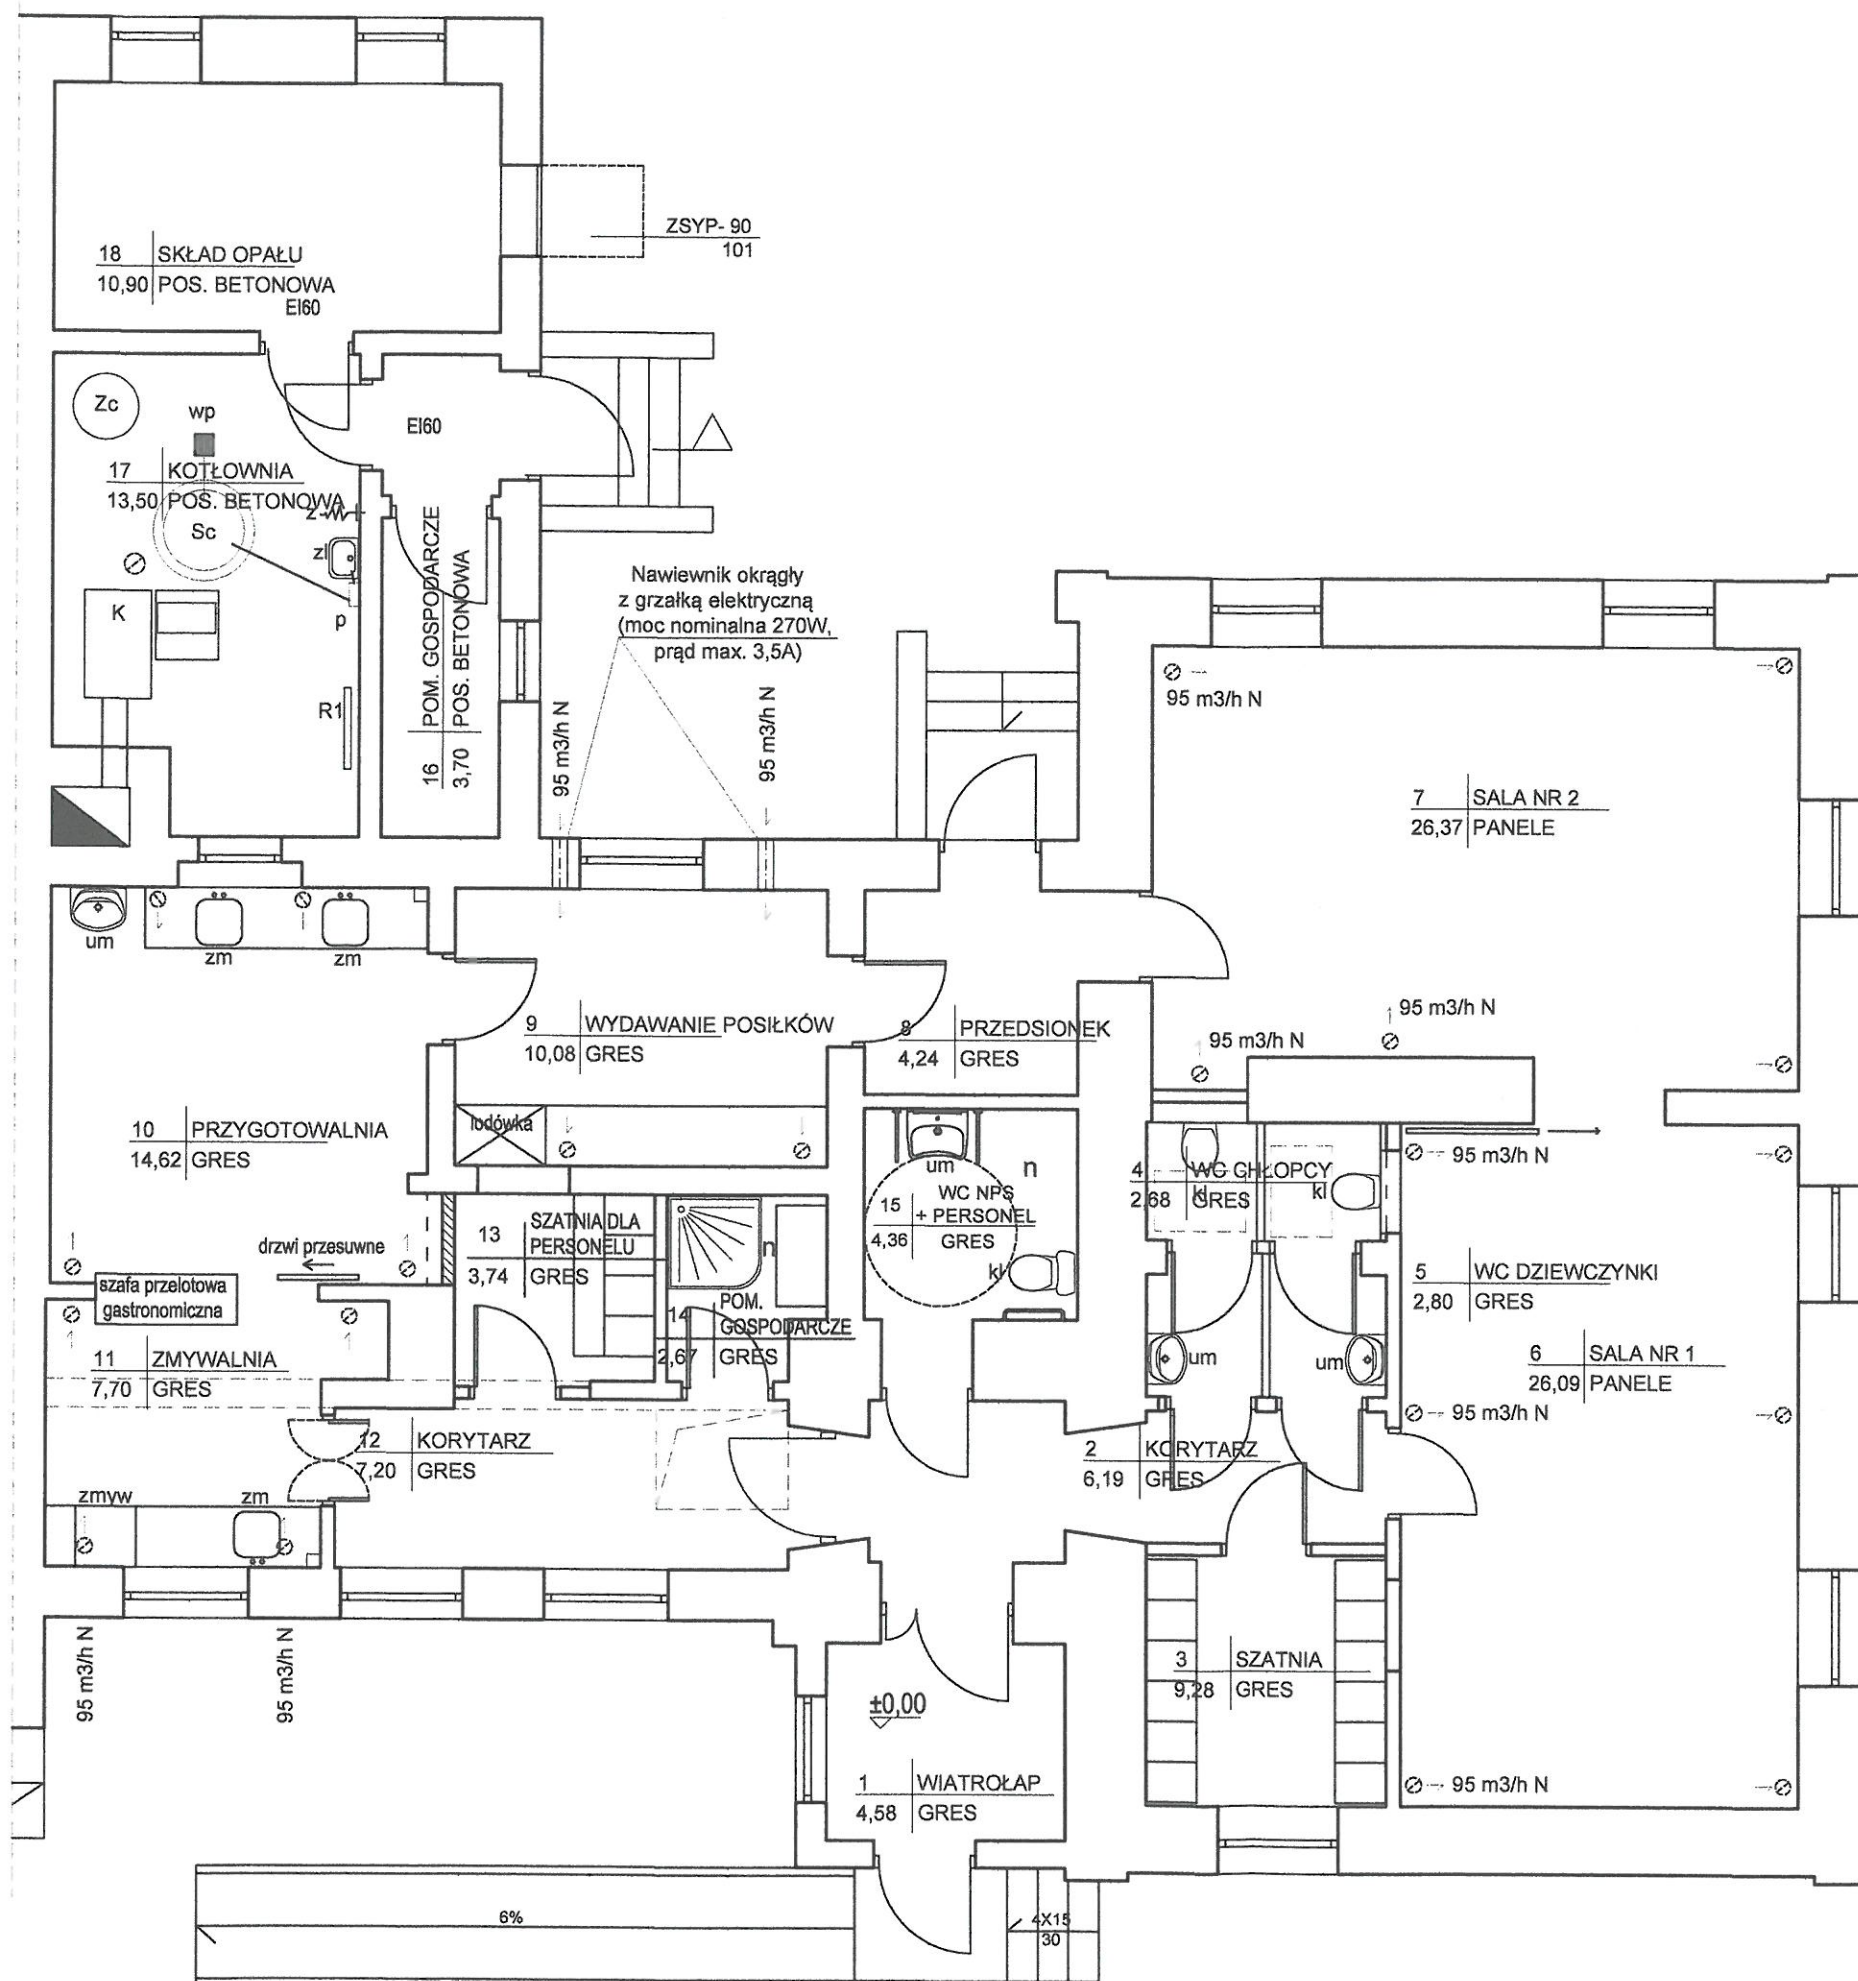 ZSYP- 90
101
18 SKŁAD OPAŁU
10,90 POS. BETONOWA
EI60
Zc
wp
EI60
17 KOTŁOWNIA
13,50 POS. BETONOWA
z
Sc
zl
K
p
R1
16 POM. GOSPODARCZE
3,70 POS. BETONOWA
Nawiewnik okrągły
z grzałką elektryczną
(moc nominalna 270W,
prąd max. 3,5A)
95 m3/h N
95 m3/h N
95 m3/h N
7 SALA NR 2
26,37 PANELE
um
zm
zm
9 WYDAWANIE POSIŁKÓW
10,08 GRES
8 PRZEDSIONEK
4,24 GRES
95 m3/h N
95 m3/h N
10 PRZYGOTOWALNIA
14,62 GRES
lodówka
um
n
15 WC NPS
+ PERSONEL
4,36 GRES
kl
4 WC CHŁOPCY
2,68 GRES
kl
kl
95 m3/h N
drzwi przesuwne
13 SZATNIA DLA
PERSONELU
3,74 GRES
n
szafa przelotowa
gastronomiczna
14 POM.
GOSPODARCZE
2,67 GRES
5 WC DZIEWCZYNKI
2,80 GRES
11 ZMYWALNIA
7,70 GRES
um
um
6 SALA NR 1
26,09 PANELE
95 m3/h N
12 KORYTARZ
7,20 GRES
2 KORYTARZ
6,19 GRES
zmyw
zm
95 m3/h N
95 m3/h N
3 SZATNIA
9,28 GRES
±0,00
1 WIATROŁAP
4,58 GRES
95 m3/h N
6%
4X15
30